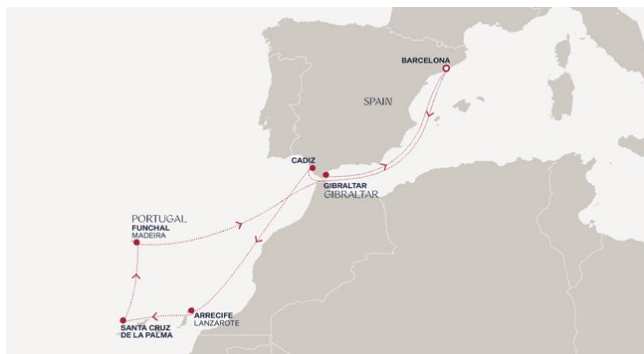 BARCELONA
SPAIN
CADIZ
GIBRALTAR
GIBRALTAR
PORTUGAL
FUNCHAL
MADEIRA
ARRECIFE
LANZAROTE
SANTA CRUZ
DE LA PALMA